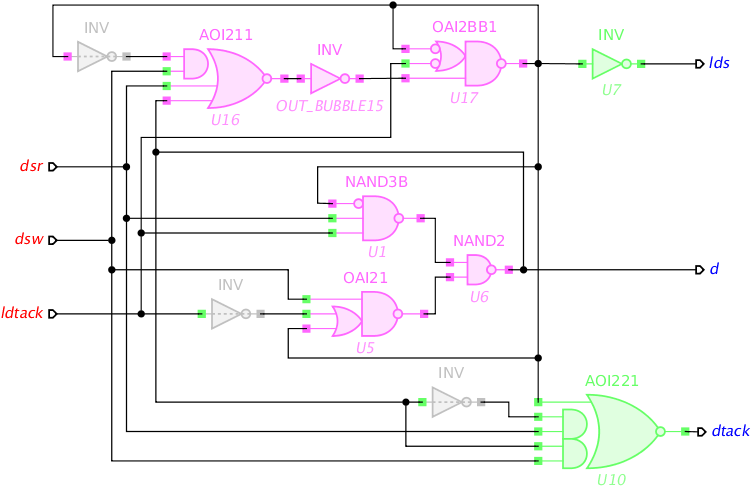 INV
AOI211
INV
OAI2BB1
INV
lds
OUT_BUBBLE15
U17
U7
U16
dsr
NAND3B
dsw
U1
NAND2
d
INV
OAI21
U6
ldtack
U5
INV
AOI221
dtack
U10